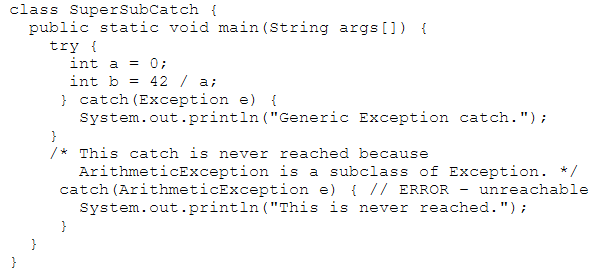 class SuperSubCatch {
  public static void main(String args[]) {
    try {
      int a = 0;
      int b = 42 / a;
     } catch(Exception e) {
       System.out.println("Generic Exception catch.");
    }
    /* This catch is never reached because
       ArithmeticException is a subclass of Exception. */
     catch(ArithmeticException e) { // ERROR – unreachable
       System.out.println("This is never reached.");
     }
  }
}